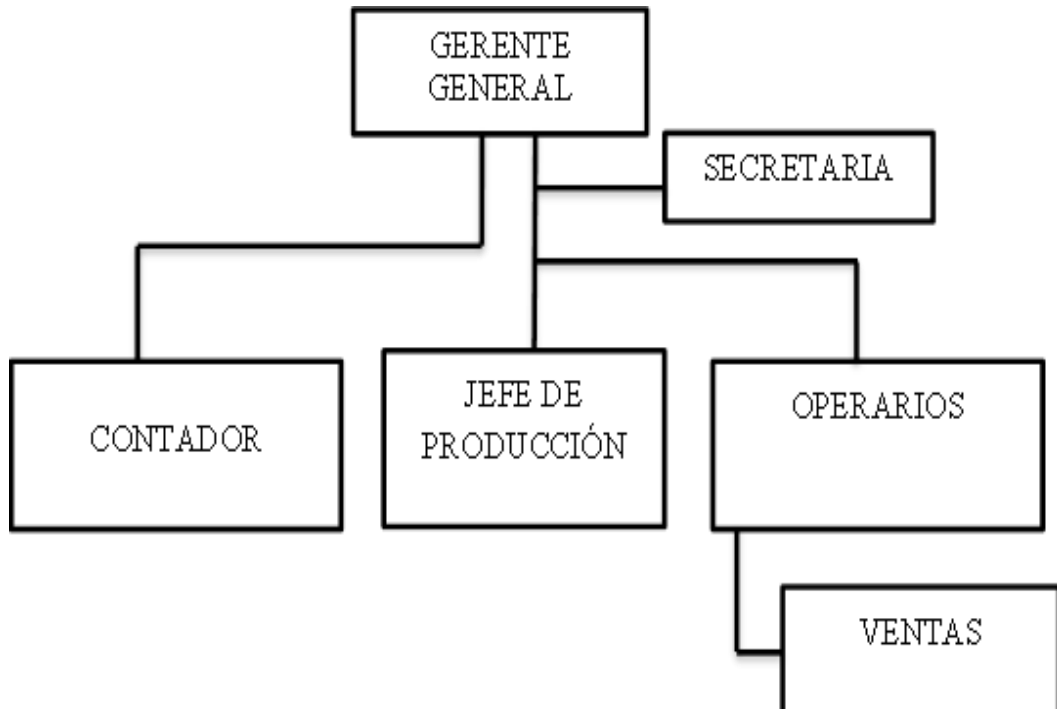 GERENTE
GENERAL
SECRETARIA
CONTADOR
JEFE DE
PRODUCCIÓN
OPERARIOS
VENTAS